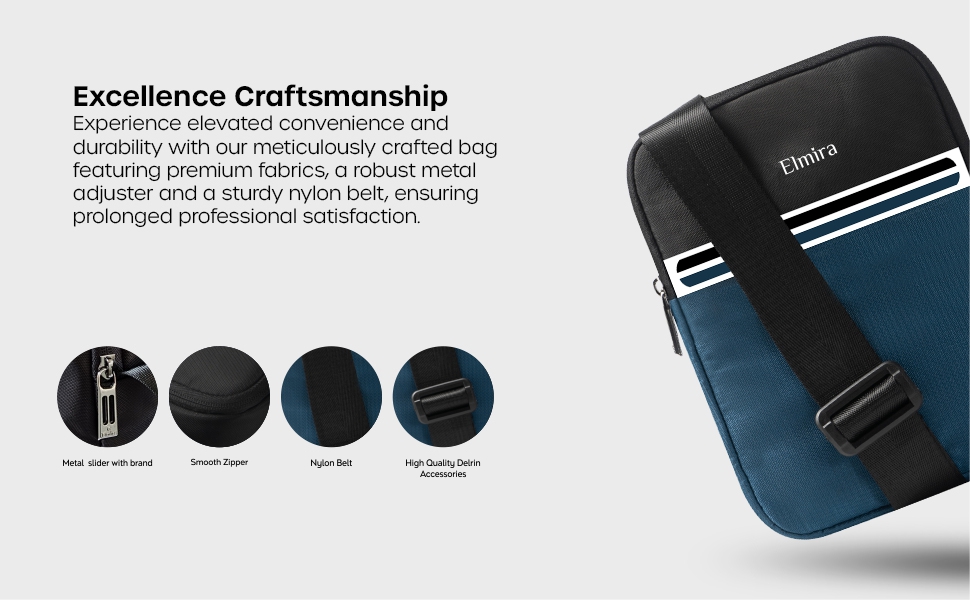 Excellence Craftsmanship
Experience elevated convenience and
durability with our meticulously crafted bag
featuring premium fabrics, a robust metal
adjuster and a sturdy nylon belt, ensuring
prolonged professional satisfaction.
Elmira
Metal slider with brand
Smooth Zipper
Nylon Belt
High Quality Delrin
Accessories